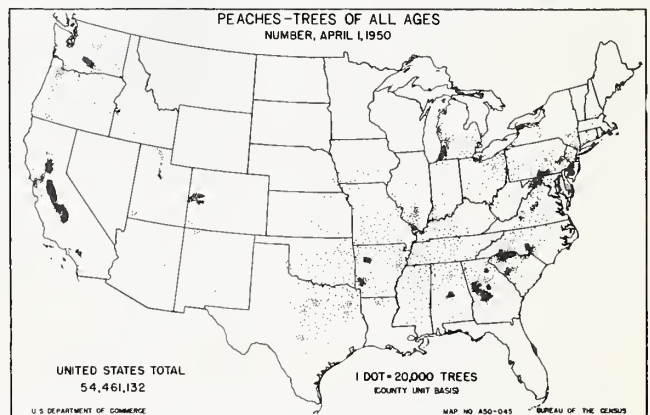 PEACHES-TREES OF ALL AGES
NUMBER, APRIL 1, 1950
UNITED STATES TOTAL
54,461,132
1 DOT=20,000 TREES
(COUNTY UNIT BASIS)
U S DEPARTMENT OF COMMERCE
MAP NO A50-045
BUREAU OF THE CENSUS